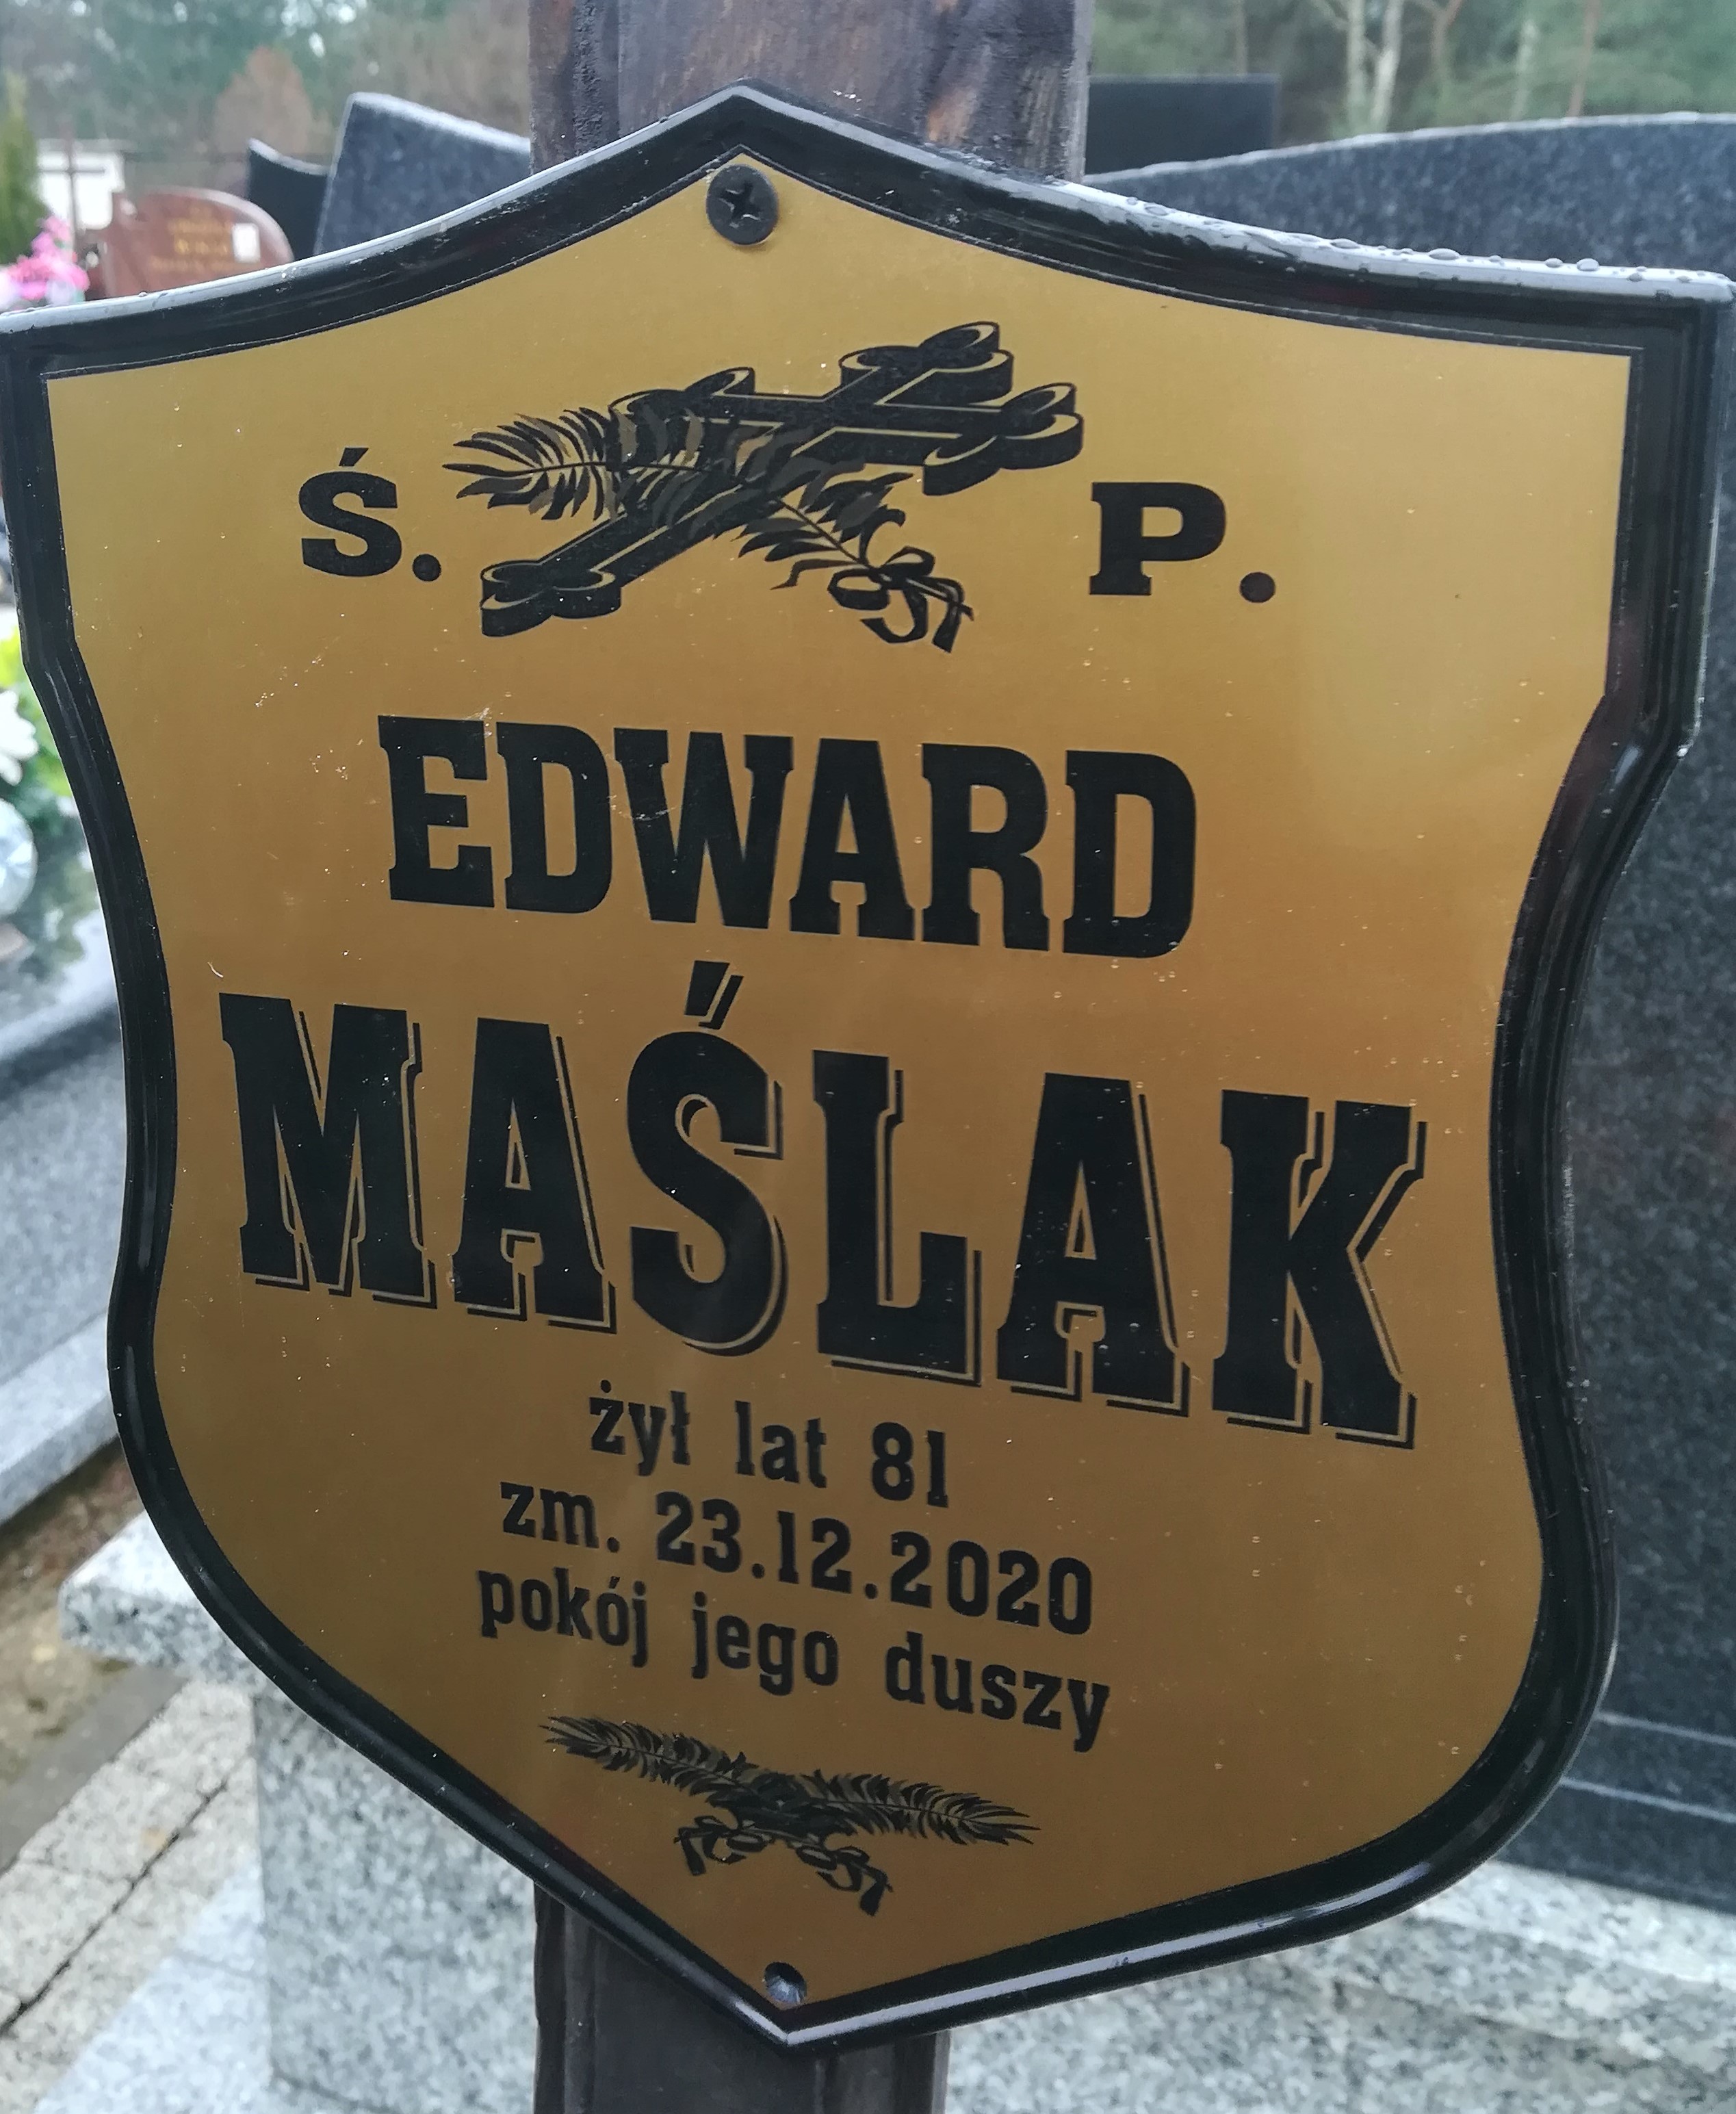 Ś. P.
EDWARD
MAŚLAK
żył lat 81
zm. 23.12.2020
pokój jego duszy